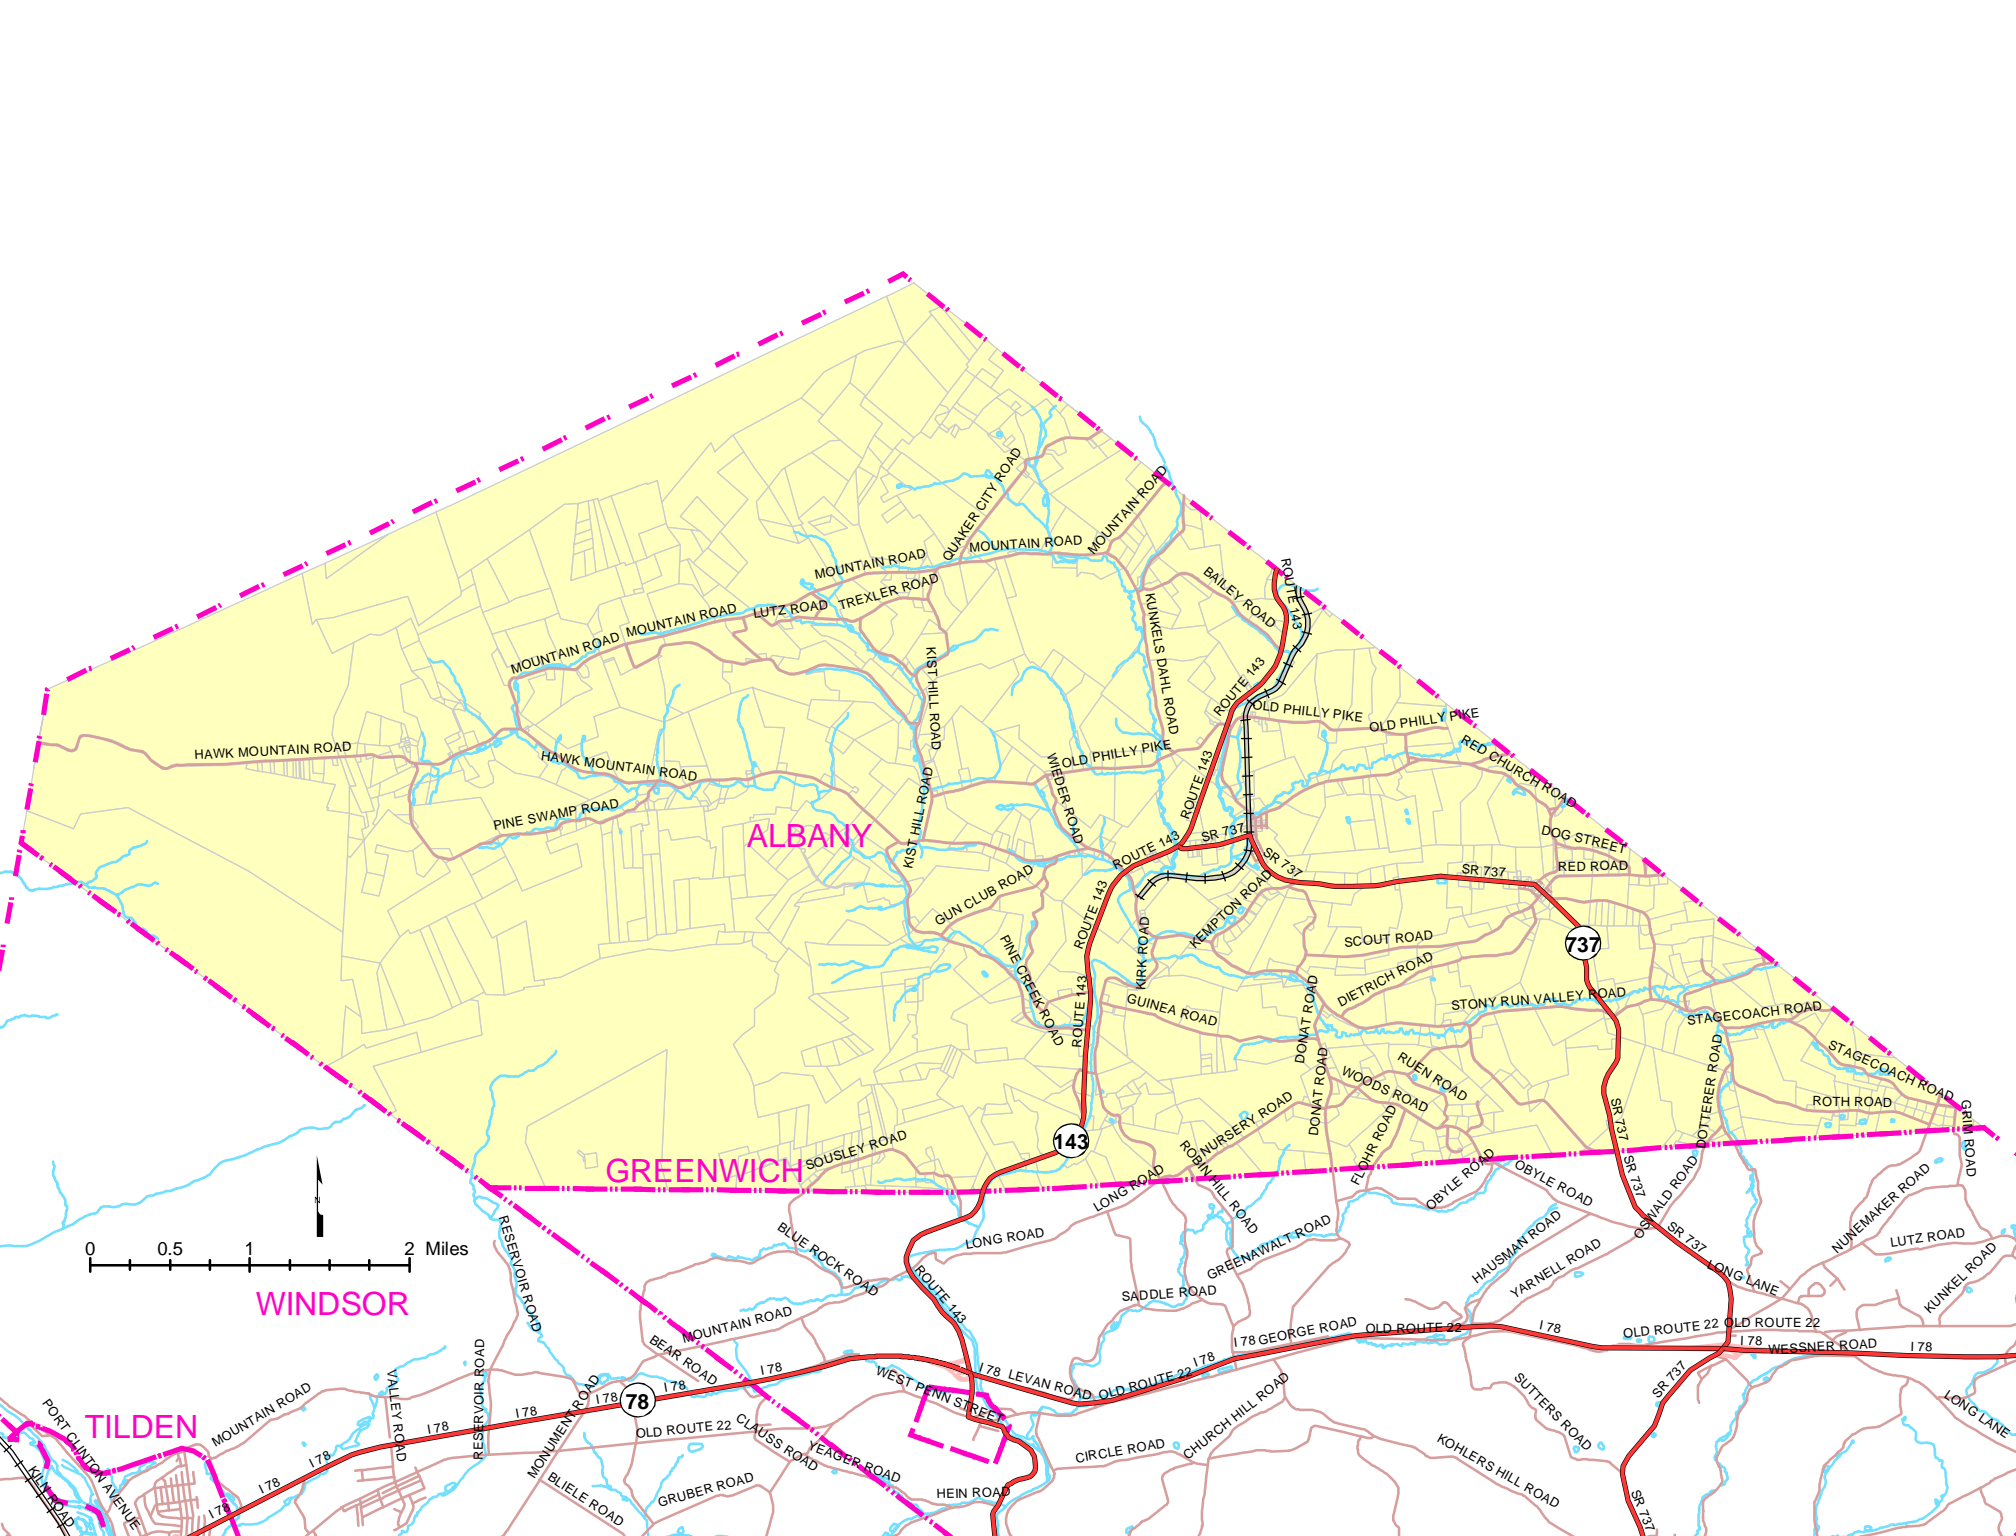 QUAKER CITY ROAD
MOUNTAIN ROAD
MOUNTAIN ROAD
MOUNTAIN ROAD
ROUTE 143
BAILEY ROAD
TREXLER ROAD
LUTZ ROAD
MOUNTAIN ROAD
MOUNTAIN ROAD
KUNKELS DAHL ROAD
KIST HILL ROAD
ROUTE 143
OLD PHILLY PIKE
OLD PHILLY PIKE
HAWK MOUNTAIN ROAD
HAWK MOUNTAIN ROAD
OLD PHILLY PIKE
RED CHURCH ROAD
WIEDER ROAD
ROUTE 143
KIST HILL ROAD
PINE SWAMP ROAD
ALBANY
ROUTE 143
SR 737
SR 737
DOG STREET
RED ROAD
SR 737
GUN CLUB ROAD
KEMPTON ROAD
ROUTE 143
PINE CREEK ROAD
KIRK ROAD
SCOUT ROAD
737
DIETRICH ROAD
GUINEA ROAD
STONY RUN VALLEY ROAD
STAGECOACH ROAD
ROUTE 143
DONAT ROAD
STAGECOACH ROAD
RUEN ROAD
WOODS ROAD
DONAT ROAD
DOTTERER ROAD
ROTH ROAD
GRIM ROAD
SR 737
NURSERY ROAD
FLOHR ROAD
143
SOUSLEY ROAD
GREENWICH
ROBIN HILL ROAD
LONG ROAD
OBYLE ROAD
OBYLE ROAD
SR 737
OSWALD ROAD
NUNEMAKER ROAD
N
0 0.5 1 2 Miles
WINDSOR
RESERVOIR ROAD
BLUE ROCK ROAD
LONG ROAD
GREENAWALT ROAD
HAUSMAN ROAD
YARNELL ROAD
SR 737
LONG LANE
LUTZ ROAD
KUNKEL ROAD
ROUTE 143
SADDLE ROAD
MOUNTAIN ROAD
BEAR ROAD
I 78
GEORGE ROAD
OLD ROUTE 22
I 78
OLD ROUTE 22
OLD ROUTE 22
I 78
WESSNER ROAD
I 78
RESERVOIR ROAD
VALLEY ROAD
MOUNTAIN ROAD
I 78
I 78
78
I 78
I 78
LEVAN ROAD
OLD ROUTE 22
I 78
WEST PENN STREET
SR 737
SUTTERS ROAD
LONG LANE
TILDEN
PORT CLINTON AVENUE
KILN ROAD
I 78
I 78
I 78
I 78
MONUMENT ROAD
OLD ROUTE 22
CLAUSS ROAD
YEAGER ROAD
GRUBER ROAD
BLIELE ROAD
HEIN ROAD
CIRCLE ROAD
CHURCH HILL ROAD
KOHLERS HILL ROAD
SR 737